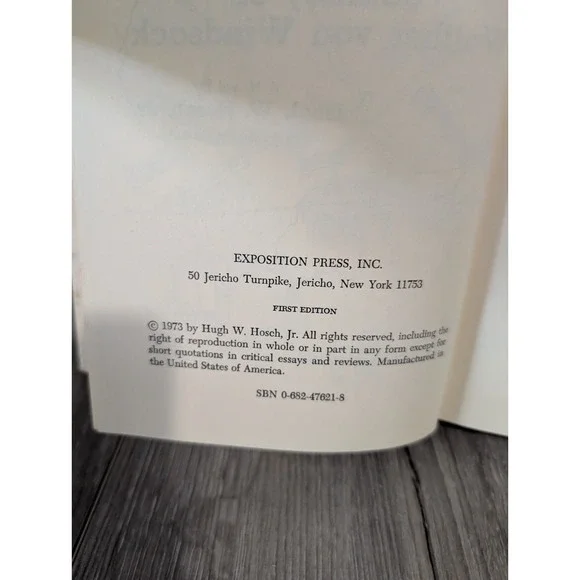 EXPOSITION PRESS, INC.
50 Jericho Turnpike, Jericho, New York 11753
FIRST EDITION
© 1973 by Hugh W. Hosch, Jr. All rights reserved, including the
right of reproduction in whole or in part in any form except for
short quotations in critical essays and reviews. Manufactured in
the United States of America.
SBN 0-682-47621-8